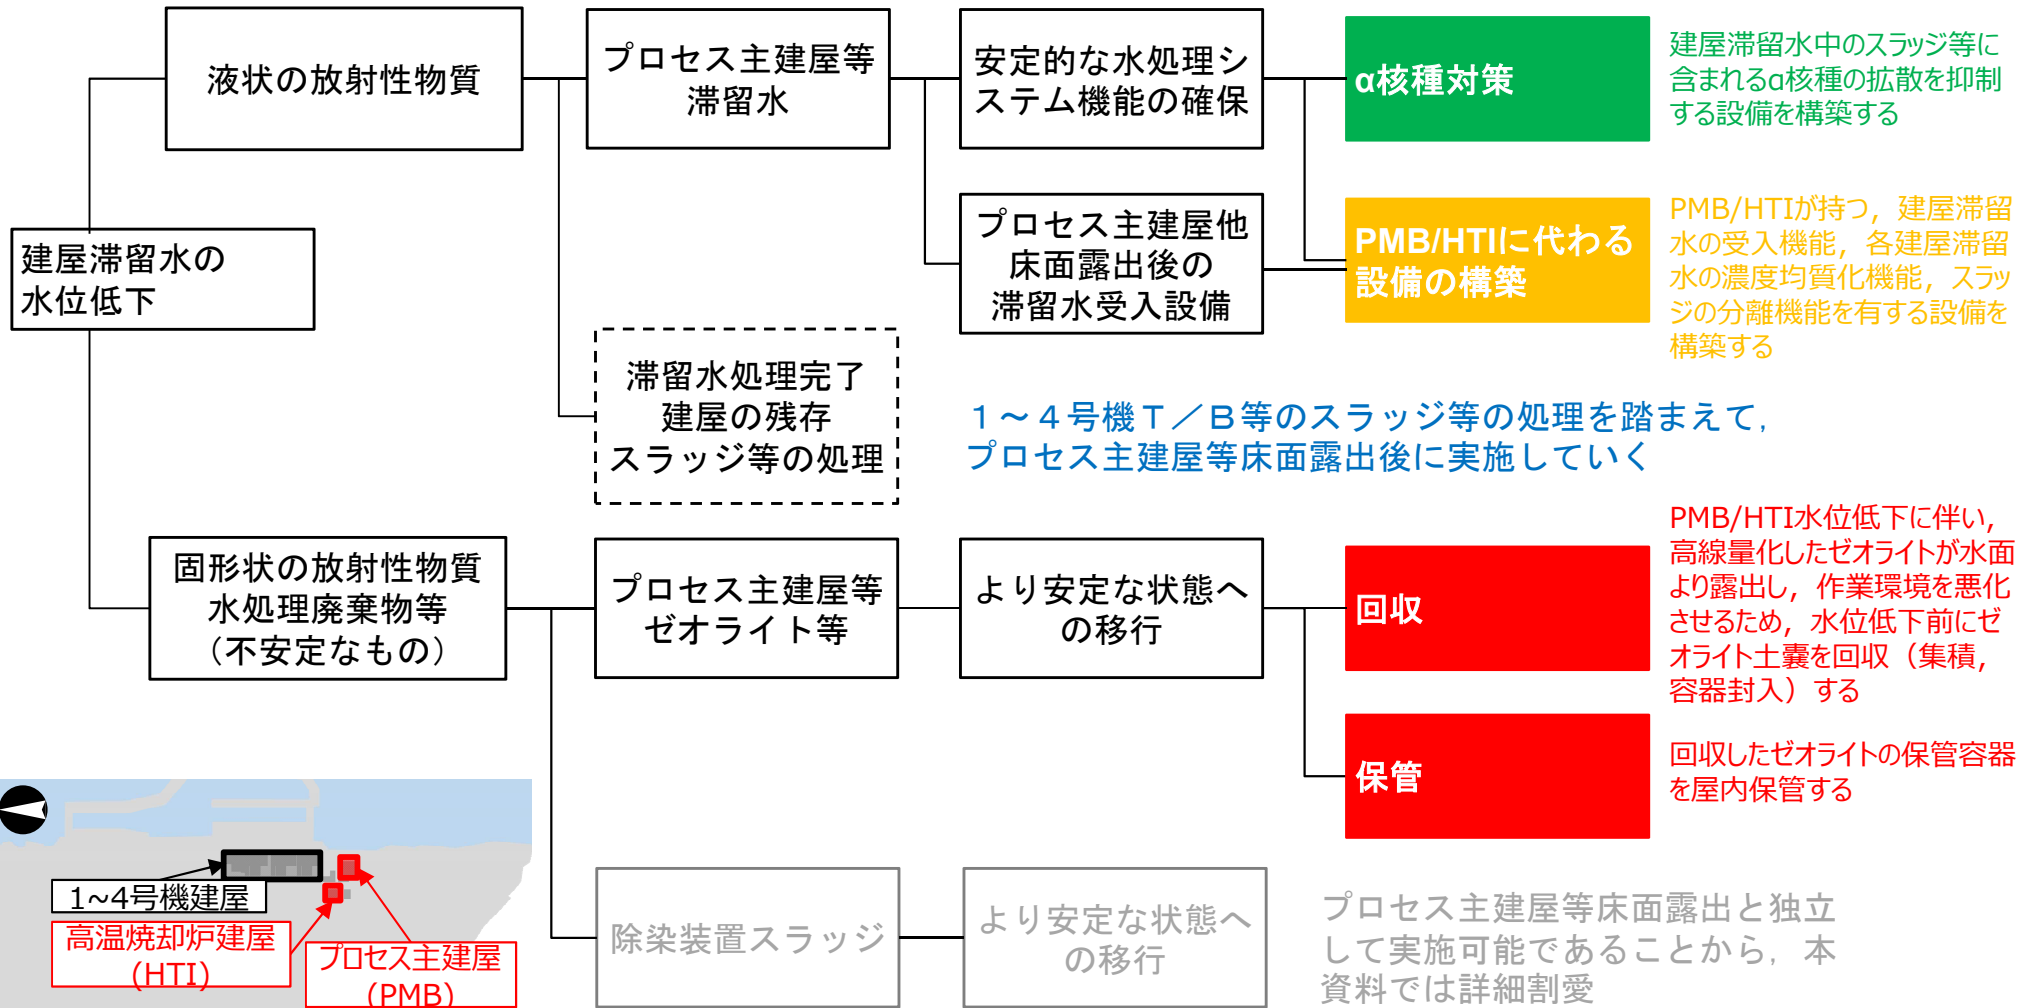 液状の放射性物質
プロセス主建屋等
滞留水
安定的な水処理シ
ステム機能の確保
α核種対策
建屋滞留水中のスラッジ等に
含まれるα核種の拡散を抑制
する設備を構築する
建屋滞留水の
水位低下
プロセス主建屋他
床面露出後の
滞留水受入設備
PMB/HTIに代わる
設備の構築
PMB/HTIが持つ，建屋滞留
水の受入機能，各建屋滞留
水の濃度均質化機能，スラッ
ジの分離機能を有する設備を
構築する
滞留水処理完了
建屋の残存
スラッジ等の処理
１～４号機Ｔ／Ｂ等のスラッジ等の処理を踏まえて，
プロセス主建屋等床面露出後に実施していく
固形状の放射性物質
水処理廃棄物等
（不安定なもの）
プロセス主建屋等
ゼオライト等
より安定な状態へ
の移行
回収
PMB/HTI水位低下に伴い，
高線量化したゼオライトが水面
より露出し，作業環境を悪化
させるため，水位低下前にゼ
オライト土嚢を回収（集積，
容器封入）する
保管
回収したゼオライトの保管容器
を屋内保管する
除染装置スラッジ
より安定な状態へ
の移行
プロセス主建屋等床面露出と独立
して実施可能であることから，本
資料では詳細割愛
1~4号機建屋
高温焼却炉建屋
(HTI)
プロセス主建屋
(PMB)